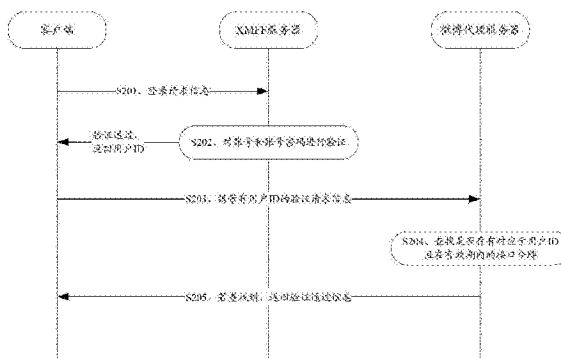 客户端
XMPP服务器
微博代理服务器
S201、登录请求信息
验证通过,
返回用户ID
S202、对账号和账号密码进行验证
S203、携带有用户ID的验证请求信息
S204、查找是否存有对应于用户ID
且在有效期内的接口令牌
S205、若查找到,返回验证通过信息